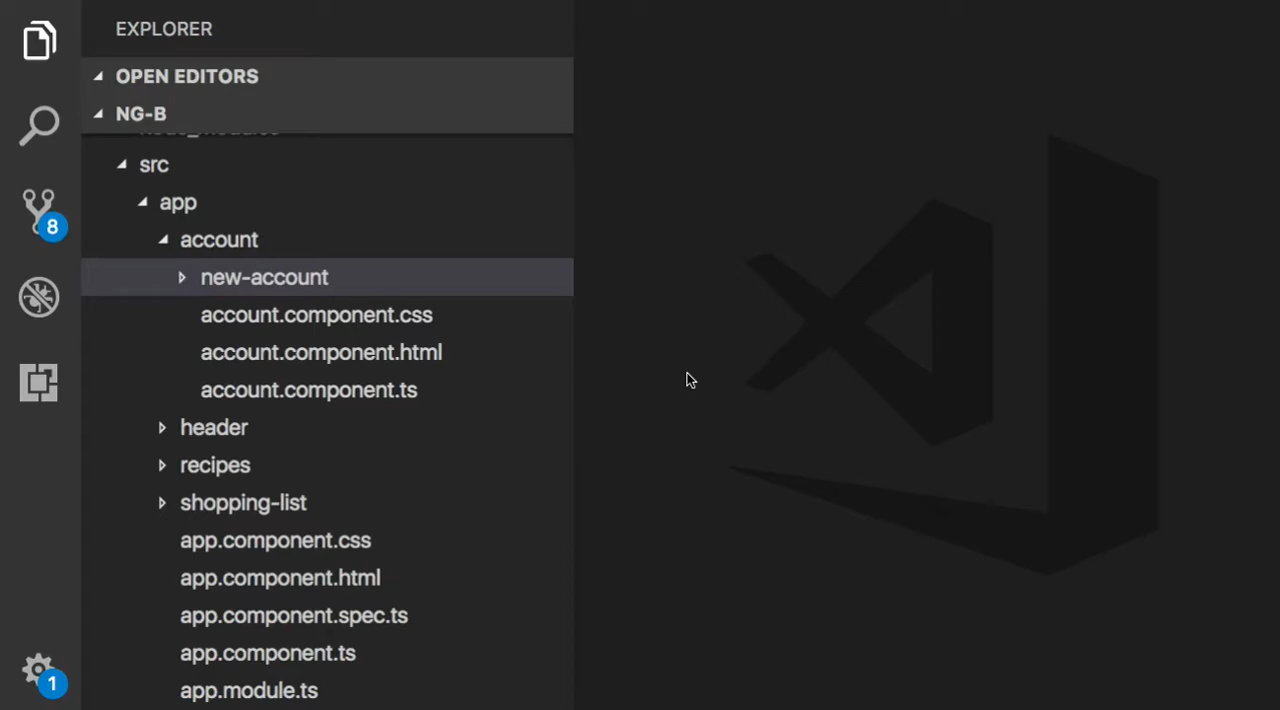 EXPLORER
OPEN EDITORS
NG-B
src
app
account
new-account
account.component.css
account.component.html
account.component.ts
header
recipes
shopping-list
app.component.css
app.component.html
app.component.spec.ts
app.component.ts
app.module.ts
8
1